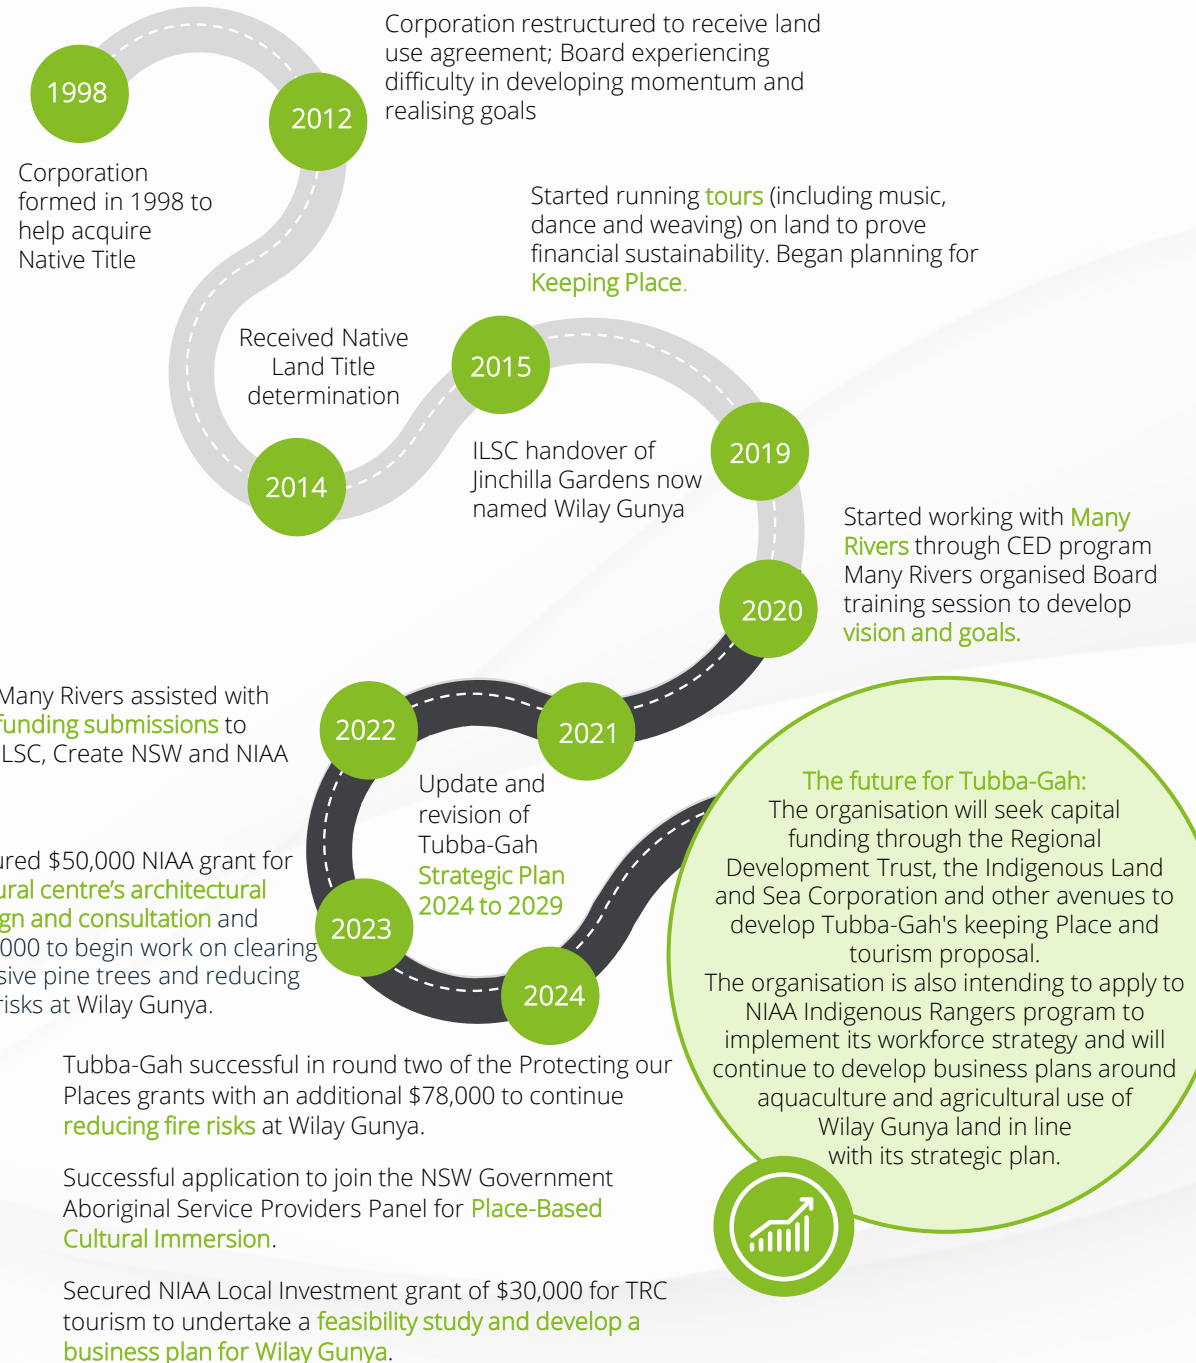 1998
Corporation
formed in 1998 to
help acquire
Native Title
2012
Corporation restructured to receive land
use agreement; Board experiencing
difficulty in developing momentum and
realising goals
Received Native
Land Title
determination
2014
2015
Started running tours (including music,
dance and weaving) on land to prove
financial sustainability. Began planning for
Keeping Place.
ILSC handover of
Jinchilla Gardens now
named Wilay Gunya
2019
2020
Started working with Many
Rivers through CED program
Many Rivers organised Board
training session to develop
vision and goals.
2021
Update and
revision of
Tubba-Gah
Strategic Plan
2024 to 2029
2022
Many Rivers assisted with
funding submissions to
LSC, Create NSW and NIAA
2023
ured $50,000 NIAA grant for
ural centre's architectural
gn and consultation and
000 to begin work on clearing
sive pine trees and reducing
risks at Wilay Gunya.
2024
Tubba-Gah successful in round two of the Protecting our
Places grants with an additional $78,000 to continue
reducing fire risks at Wilay Gunya.
Successful application to join the NSW Government
Aboriginal Service Providers Panel for Place-Based
Cultural Immersion.
Secured NIAA Local Investment grant of $30,000 for TRC
tourism to undertake a feasibility study and develop a
business plan for Wilay Gunya.
The future for Tubba-Gah:
The organisation will seek capital
funding through the Regional
Development Trust, the Indigenous Land
and Sea Corporation and other avenues to
develop Tubba-Gah's keeping Place and
tourism proposal.
The organisation is also intending to apply to
NIAA Indigenous Rangers program to
implement its workforce strategy and will
continue to develop business plans around
aquaculture and agricultural use of
Wilay Gunya land in line
with its strategic plan.